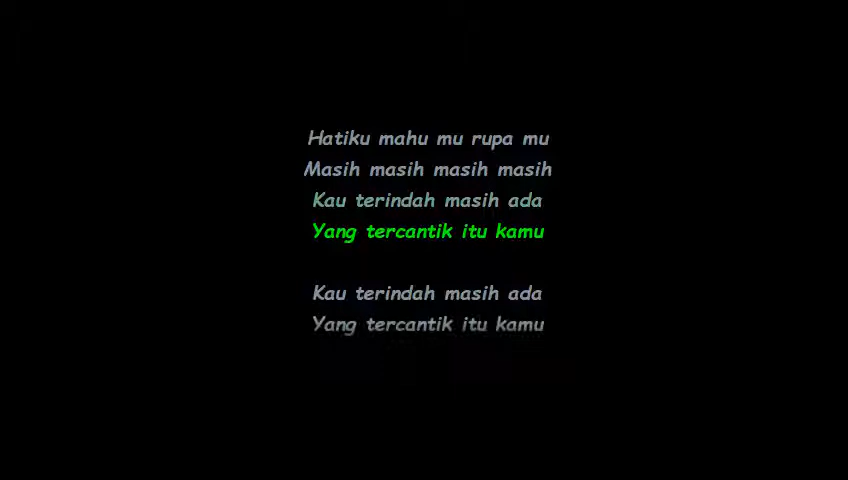 Hatiku mahu mu rupa mu
Masih masih masih masih
Kau terindah masih ada
Yang tercantik itu kamu
Kau terindah masih ada
Yang tercantik itu kamu